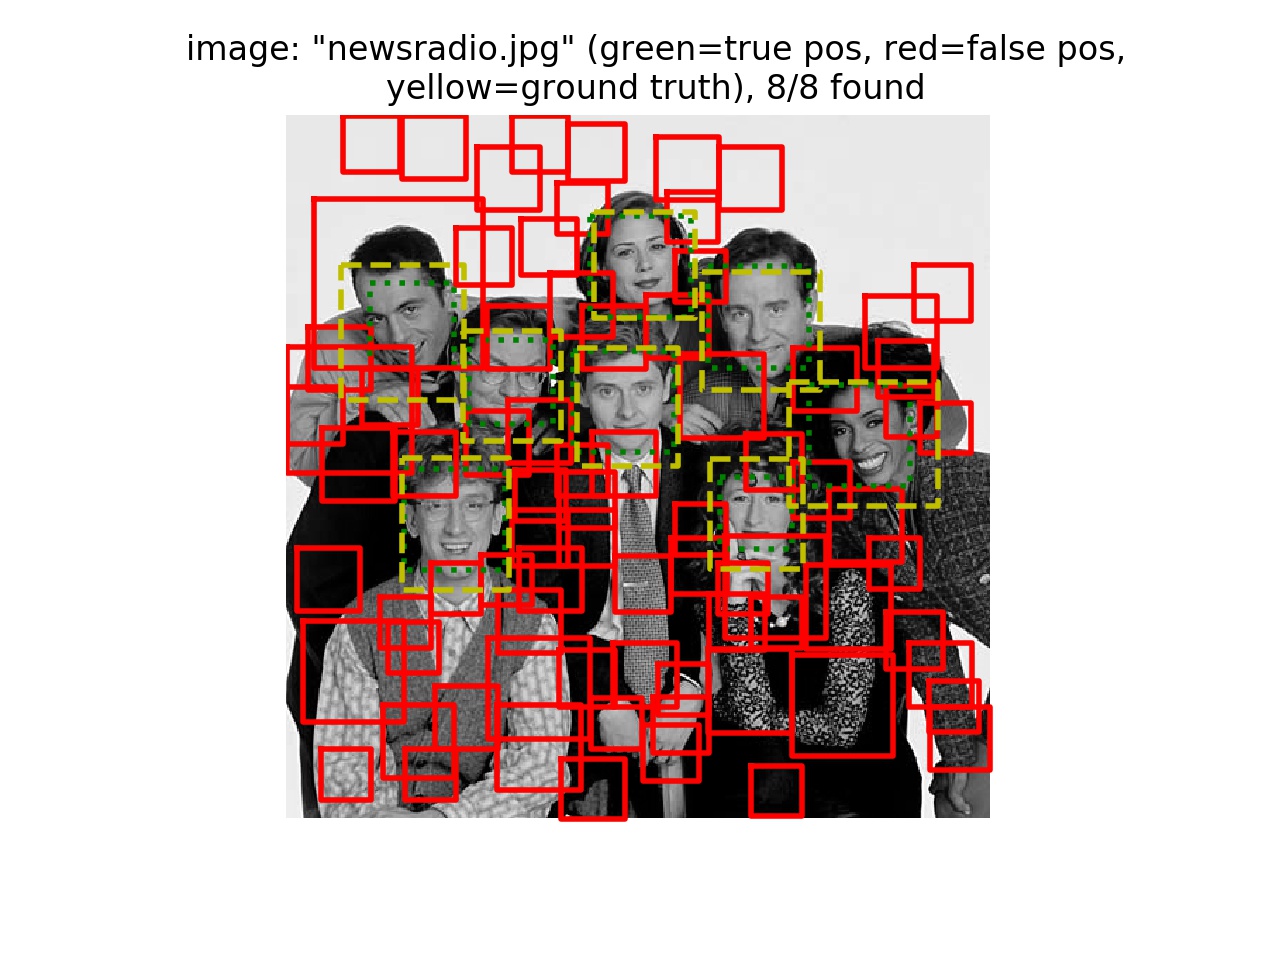 image: "newsradio.jpg" (green=true pos, red=false pos,
yellow=ground truth), 8/8 found